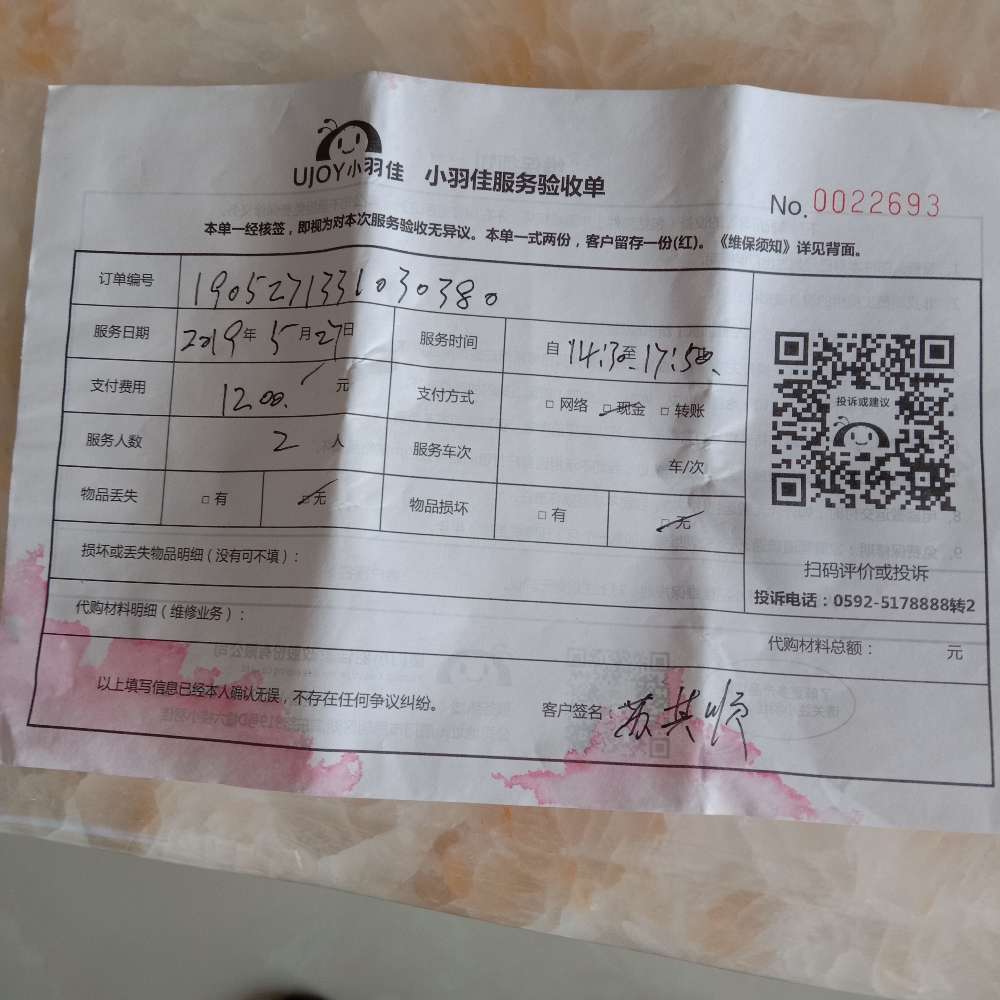 UJOY小羽佳 小羽佳服务验收单
No.0022693
本单一经核签，即视为对本次服务验收无异议。本单一式两份，客户留存一份(红)。《维保须知》详见背面。
订单编号 190527133103 0380
服务日期 2019年5月27日 服务时间 自14:30至17:50
支付费用 1200.元 支付方式 □网络 □现金 □转账
服务人数 2人 服务车次 车/次
物品丢失 □有 □无 物品损坏 □有 □无
投诉或建议
扫码评价或投诉
投诉电话：0592-5178888转2
损坏或丢失物品明细（没有可不填）：
代购材料明细（维修业务）：
代购材料总额： 元
以上填写信息已经本人确认无误，不存在任何争议纠纷。
客户签名：苏其顺